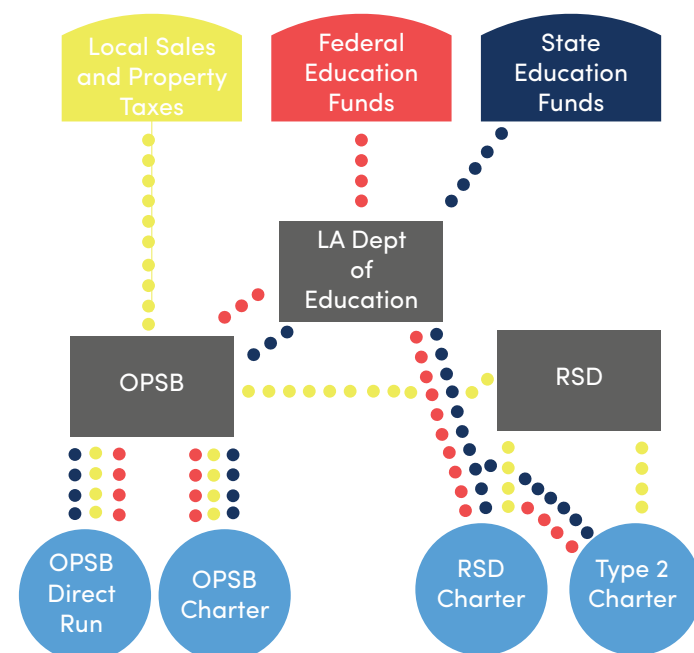 Local Sales
and Property
Taxes
Federal
Education
Funds
State
Education
Funds
LA Dept
of
Education
OPSB
RSD
OPSB
Direct
Run
OPSB
Charter
RSD
Charter
Type 2
Charter